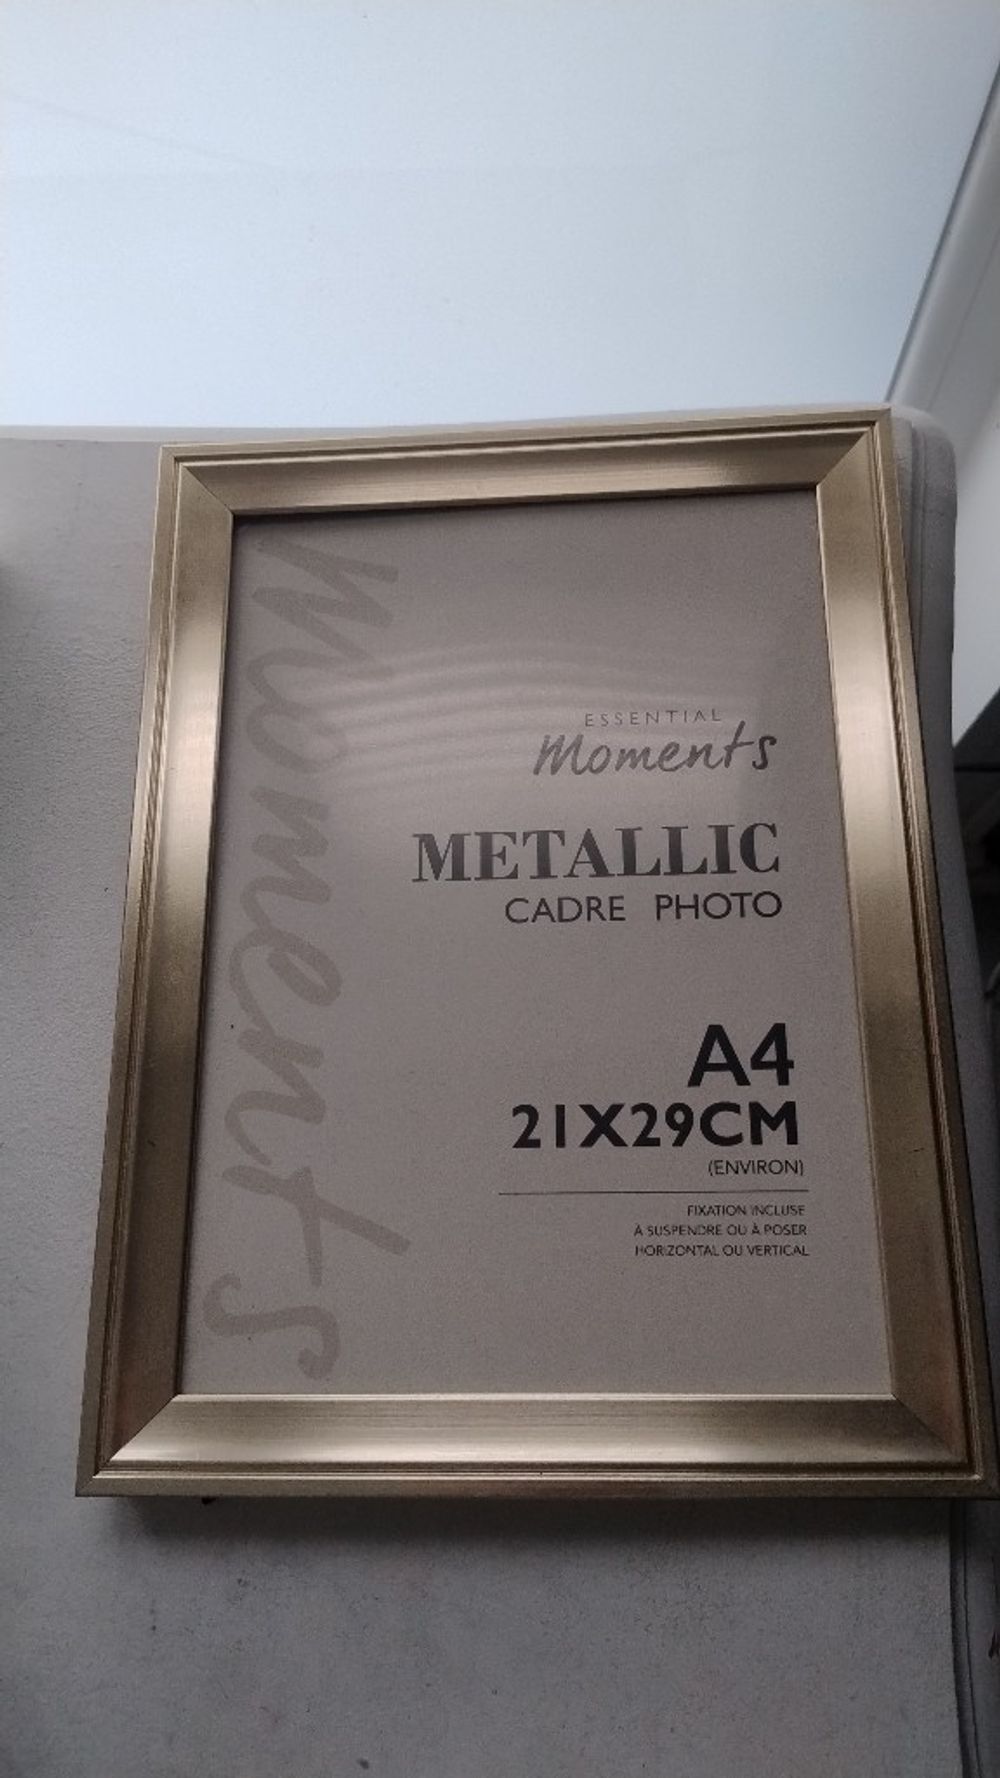 Moments
ESSENTIAL
Moments
METALLIC
CADRE PHOTO
A4
21X29CM
(ENVIRON)
FIXATION INCLUSE
À SUSPENDRE OU À POSER
HORIZONTAL OU VERTICAL